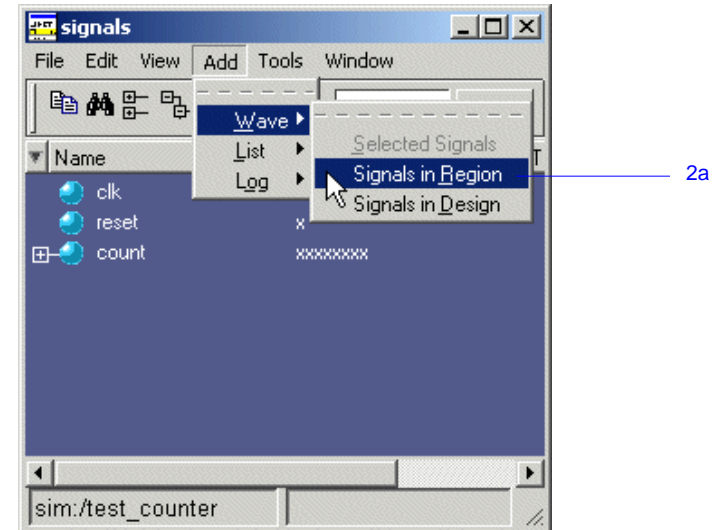 signals
File Edit View Add Tools Window
Wave
Selected Signals
List
Name
T
Signals in Region
2a
Log
Signals in Design
clk
reset x
count xxxxxxxx
sim:/test_counter